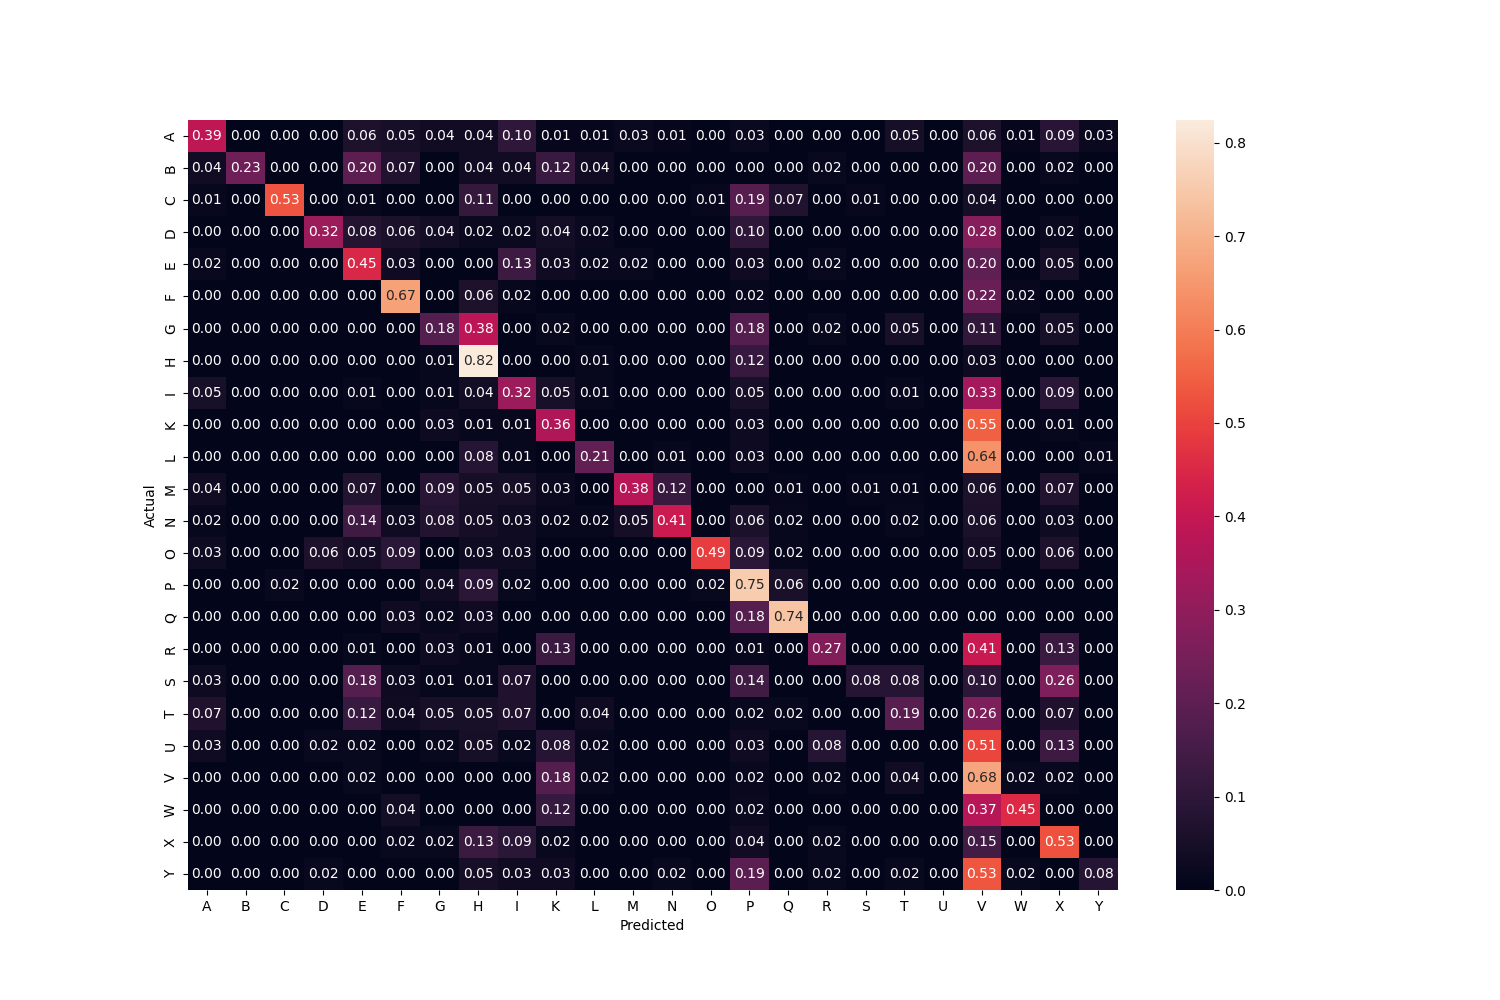 A 0.39 0.00 0.00 0.00 0.06 0.05 0.04 0.04 0.10 0.01 0.01 0.03 0.01 0.00 0.03 0.00 0.00 0.00 0.05 0.00 0.06 0.01 0.09 0.03
B 0.04 0.23 0.00 0.00 0.20 0.07 0.00 0.04 0.04 0.12 0.04 0.00 0.00 0.00 0.00 0.00 0.02 0.00 0.00 0.00 0.20 0.00 0.02 0.00
C 0.01 0.00 0.53 0.00 0.01 0.00 0.00 0.11 0.00 0.00 0.00 0.00 0.00 0.01 0.19 0.07 0.00 0.01 0.00 0.00 0.04 0.00 0.00 0.00
D 0.00 0.00 0.00 0.32 0.08 0.06 0.04 0.02 0.02 0.04 0.02 0.00 0.00 0.00 0.10 0.00 0.00 0.00 0.00 0.00 0.28 0.00 0.02 0.00
E 0.02 0.00 0.00 0.00 0.45 0.03 0.00 0.00 0.13 0.03 0.02 0.02 0.00 0.00 0.03 0.00 0.02 0.00 0.00 0.00 0.20 0.00 0.05 0.00
F 0.00 0.00 0.00 0.00 0.00 0.67 0.00 0.06 0.02 0.00 0.00 0.00 0.00 0.00 0.02 0.00 0.00 0.00 0.00 0.00 0.22 0.02 0.00 0.00
G 0.00 0.00 0.00 0.00 0.00 0.00 0.18 0.38 0.00 0.02 0.00 0.00 0.00 0.00 0.18 0.00 0.02 0.00 0.05 0.00 0.11 0.00 0.05 0.00
H 0.00 0.00 0.00 0.00 0.00 0.00 0.01 0.82 0.00 0.00 0.01 0.00 0.00 0.00 0.12 0.00 0.00 0.00 0.00 0.00 0.03 0.00 0.00 0.00
I 0.05 0.00 0.00 0.00 0.01 0.00 0.01 0.04 0.32 0.05 0.01 0.00 0.00 0.00 0.05 0.00 0.00 0.00 0.01 0.00 0.33 0.00 0.09 0.00
K 0.00 0.00 0.00 0.00 0.00 0.00 0.03 0.01 0.01 0.36 0.00 0.00 0.00 0.00 0.03 0.00 0.00 0.00 0.00 0.00 0.55 0.00 0.01 0.00
L 0.00 0.00 0.00 0.00 0.00 0.00 0.00 0.08 0.01 0.00 0.21 0.00 0.01 0.00 0.03 0.00 0.00 0.00 0.00 0.00 0.64 0.00 0.00 0.01
M 0.04 0.00 0.00 0.00 0.07 0.00 0.09 0.05 0.05 0.03 0.00 0.38 0.12 0.00 0.00 0.01 0.00 0.01 0.01 0.00 0.06 0.00 0.07 0.00
N 0.02 0.00 0.00 0.00 0.14 0.03 0.08 0.05 0.03 0.02 0.02 0.05 0.41 0.00 0.06 0.02 0.00 0.00 0.02 0.00 0.06 0.00 0.03 0.00
O 0.03 0.00 0.00 0.06 0.05 0.09 0.00 0.03 0.03 0.00 0.00 0.00 0.00 0.49 0.09 0.02 0.00 0.00 0.00 0.00 0.05 0.00 0.06 0.00
P 0.00 0.00 0.02 0.00 0.00 0.00 0.04 0.09 0.02 0.00 0.00 0.00 0.00 0.02 0.75 0.06 0.00 0.00 0.00 0.00 0.00 0.00 0.00 0.00
Q 0.00 0.00 0.00 0.00 0.00 0.03 0.02 0.03 0.00 0.00 0.00 0.00 0.00 0.00 0.18 0.74 0.00 0.00 0.00 0.00 0.00 0.00 0.00 0.00
R 0.00 0.00 0.00 0.00 0.01 0.00 0.03 0.01 0.00 0.13 0.00 0.00 0.00 0.00 0.01 0.00 0.27 0.00 0.00 0.00 0.41 0.00 0.13 0.00
S 0.03 0.00 0.00 0.00 0.18 0.03 0.01 0.01 0.07 0.00 0.00 0.00 0.00 0.00 0.14 0.00 0.00 0.08 0.08 0.00 0.10 0.00 0.26 0.00
T 0.07 0.00 0.00 0.00 0.12 0.04 0.05 0.05 0.07 0.00 0.04 0.00 0.00 0.00 0.02 0.02 0.00 0.00 0.19 0.00 0.26 0.00 0.07 0.00
U 0.03 0.00 0.00 0.02 0.02 0.00 0.02 0.05 0.02 0.08 0.02 0.00 0.00 0.00 0.03 0.00 0.08 0.00 0.00 0.00 0.51 0.00 0.13 0.00
V 0.00 0.00 0.00 0.00 0.02 0.00 0.00 0.00 0.00 0.18 0.02 0.00 0.00 0.00 0.02 0.00 0.02 0.00 0.04 0.00 0.68 0.02 0.02 0.00
W 0.00 0.00 0.00 0.00 0.00 0.04 0.00 0.00 0.00 0.12 0.00 0.00 0.00 0.00 0.02 0.00 0.00 0.00 0.00 0.00 0.37 0.45 0.00 0.00
X 0.00 0.00 0.00 0.00 0.00 0.02 0.02 0.13 0.09 0.02 0.00 0.00 0.00 0.00 0.04 0.00 0.02 0.00 0.00 0.00 0.15 0.00 0.53 0.00
Y 0.00 0.00 0.00 0.02 0.00 0.00 0.00 0.05 0.03 0.03 0.00 0.00 0.02 0.00 0.19 0.00 0.02 0.00 0.02 0.00 0.53 0.02 0.00 0.08
A B C D E F G H I K L M N O P Q R S T U V W X Y
Predicted
Actual
0.8
0.7
0.6
0.5
0.4
0.3
0.2
0.1
0.0